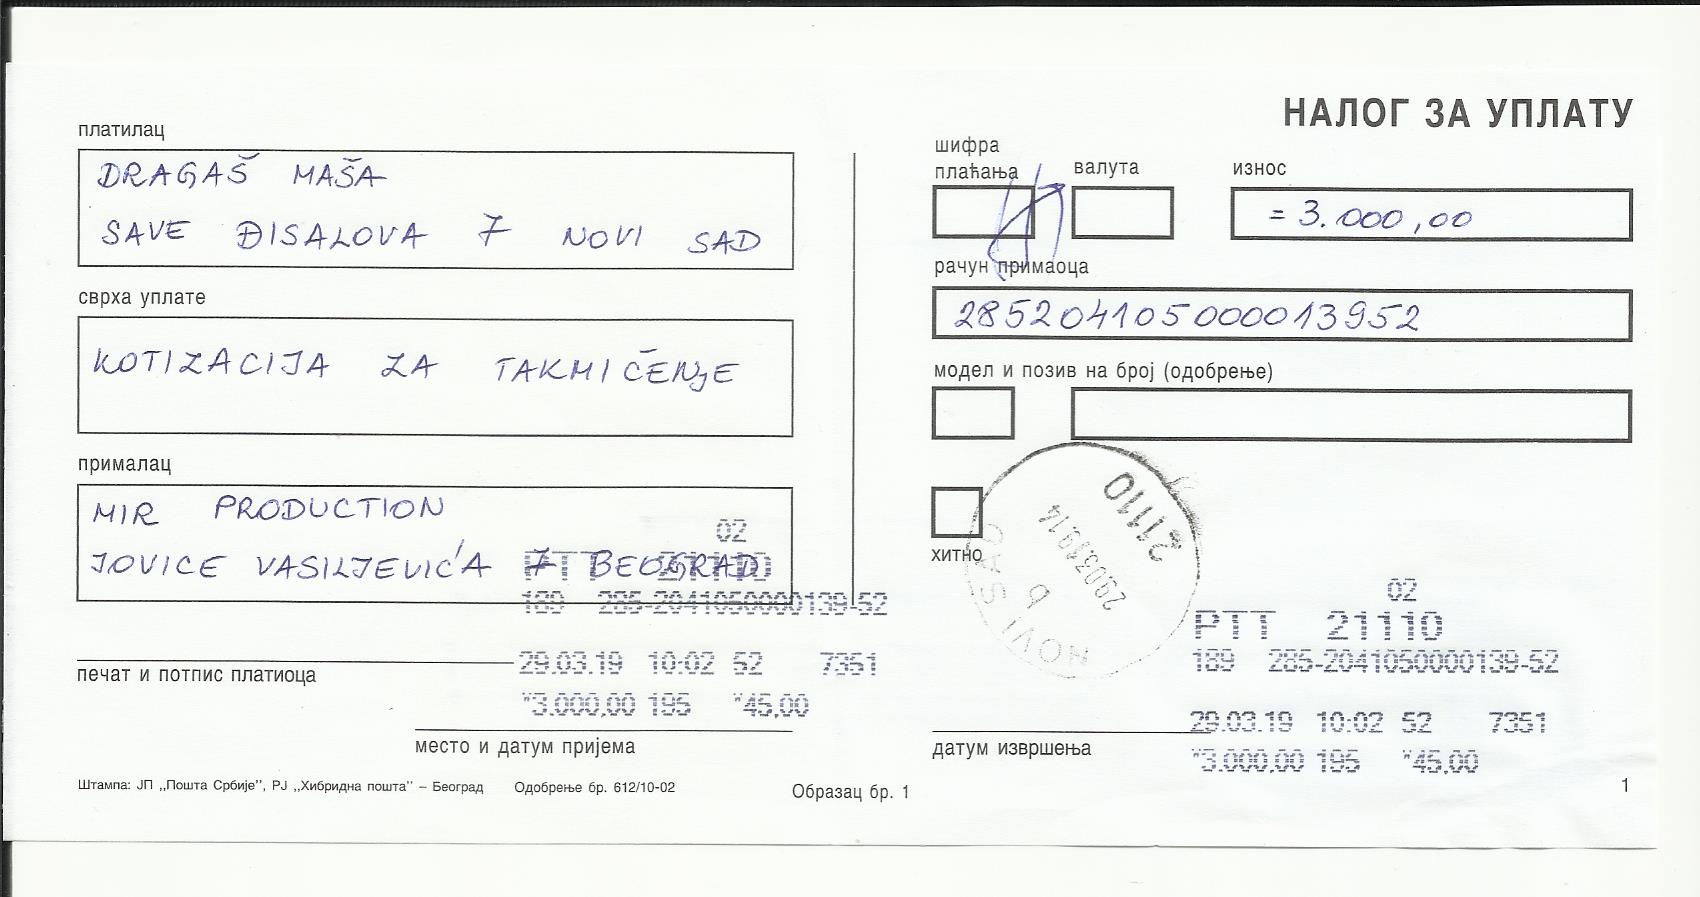 НАЛОГ ЗА УПЛАТУ
платилац
DRAGAŠ MAŠA
SAVE ĐISALOVA 7 NOVI SAD
сврха уплате
KOTIZACIJA ZA TAKMIČENJE
прималац
MIR PRODUCTION
JOVICE VASILJEVIĆA 7 BEOGRAD
02
PTT 21110
189 285-2041050000139-52
29.03.19 10:02 52 7351
*3.000,00 195 *45,00
печат и потпис платиоца
место и датум пријема
шифра
плаћања
валута
износ
= 3.000,00
рачун примаоца
285204105000013952
модел и позив на број (одобрење)
хитно
21110
29.03.19.14
b
NOVI SAD
02
PTT 21110
189 285-2041050000139-52
29.03.19 10:02 52 7351
*3.000,00 195 *45,00
датум извршења
Штампа: ЈП ,,Пошта Србије'', РЈ ,,Хибридна пошта'' – Београд Одобрење бр. 612/10-02
Образац бр. 1
1